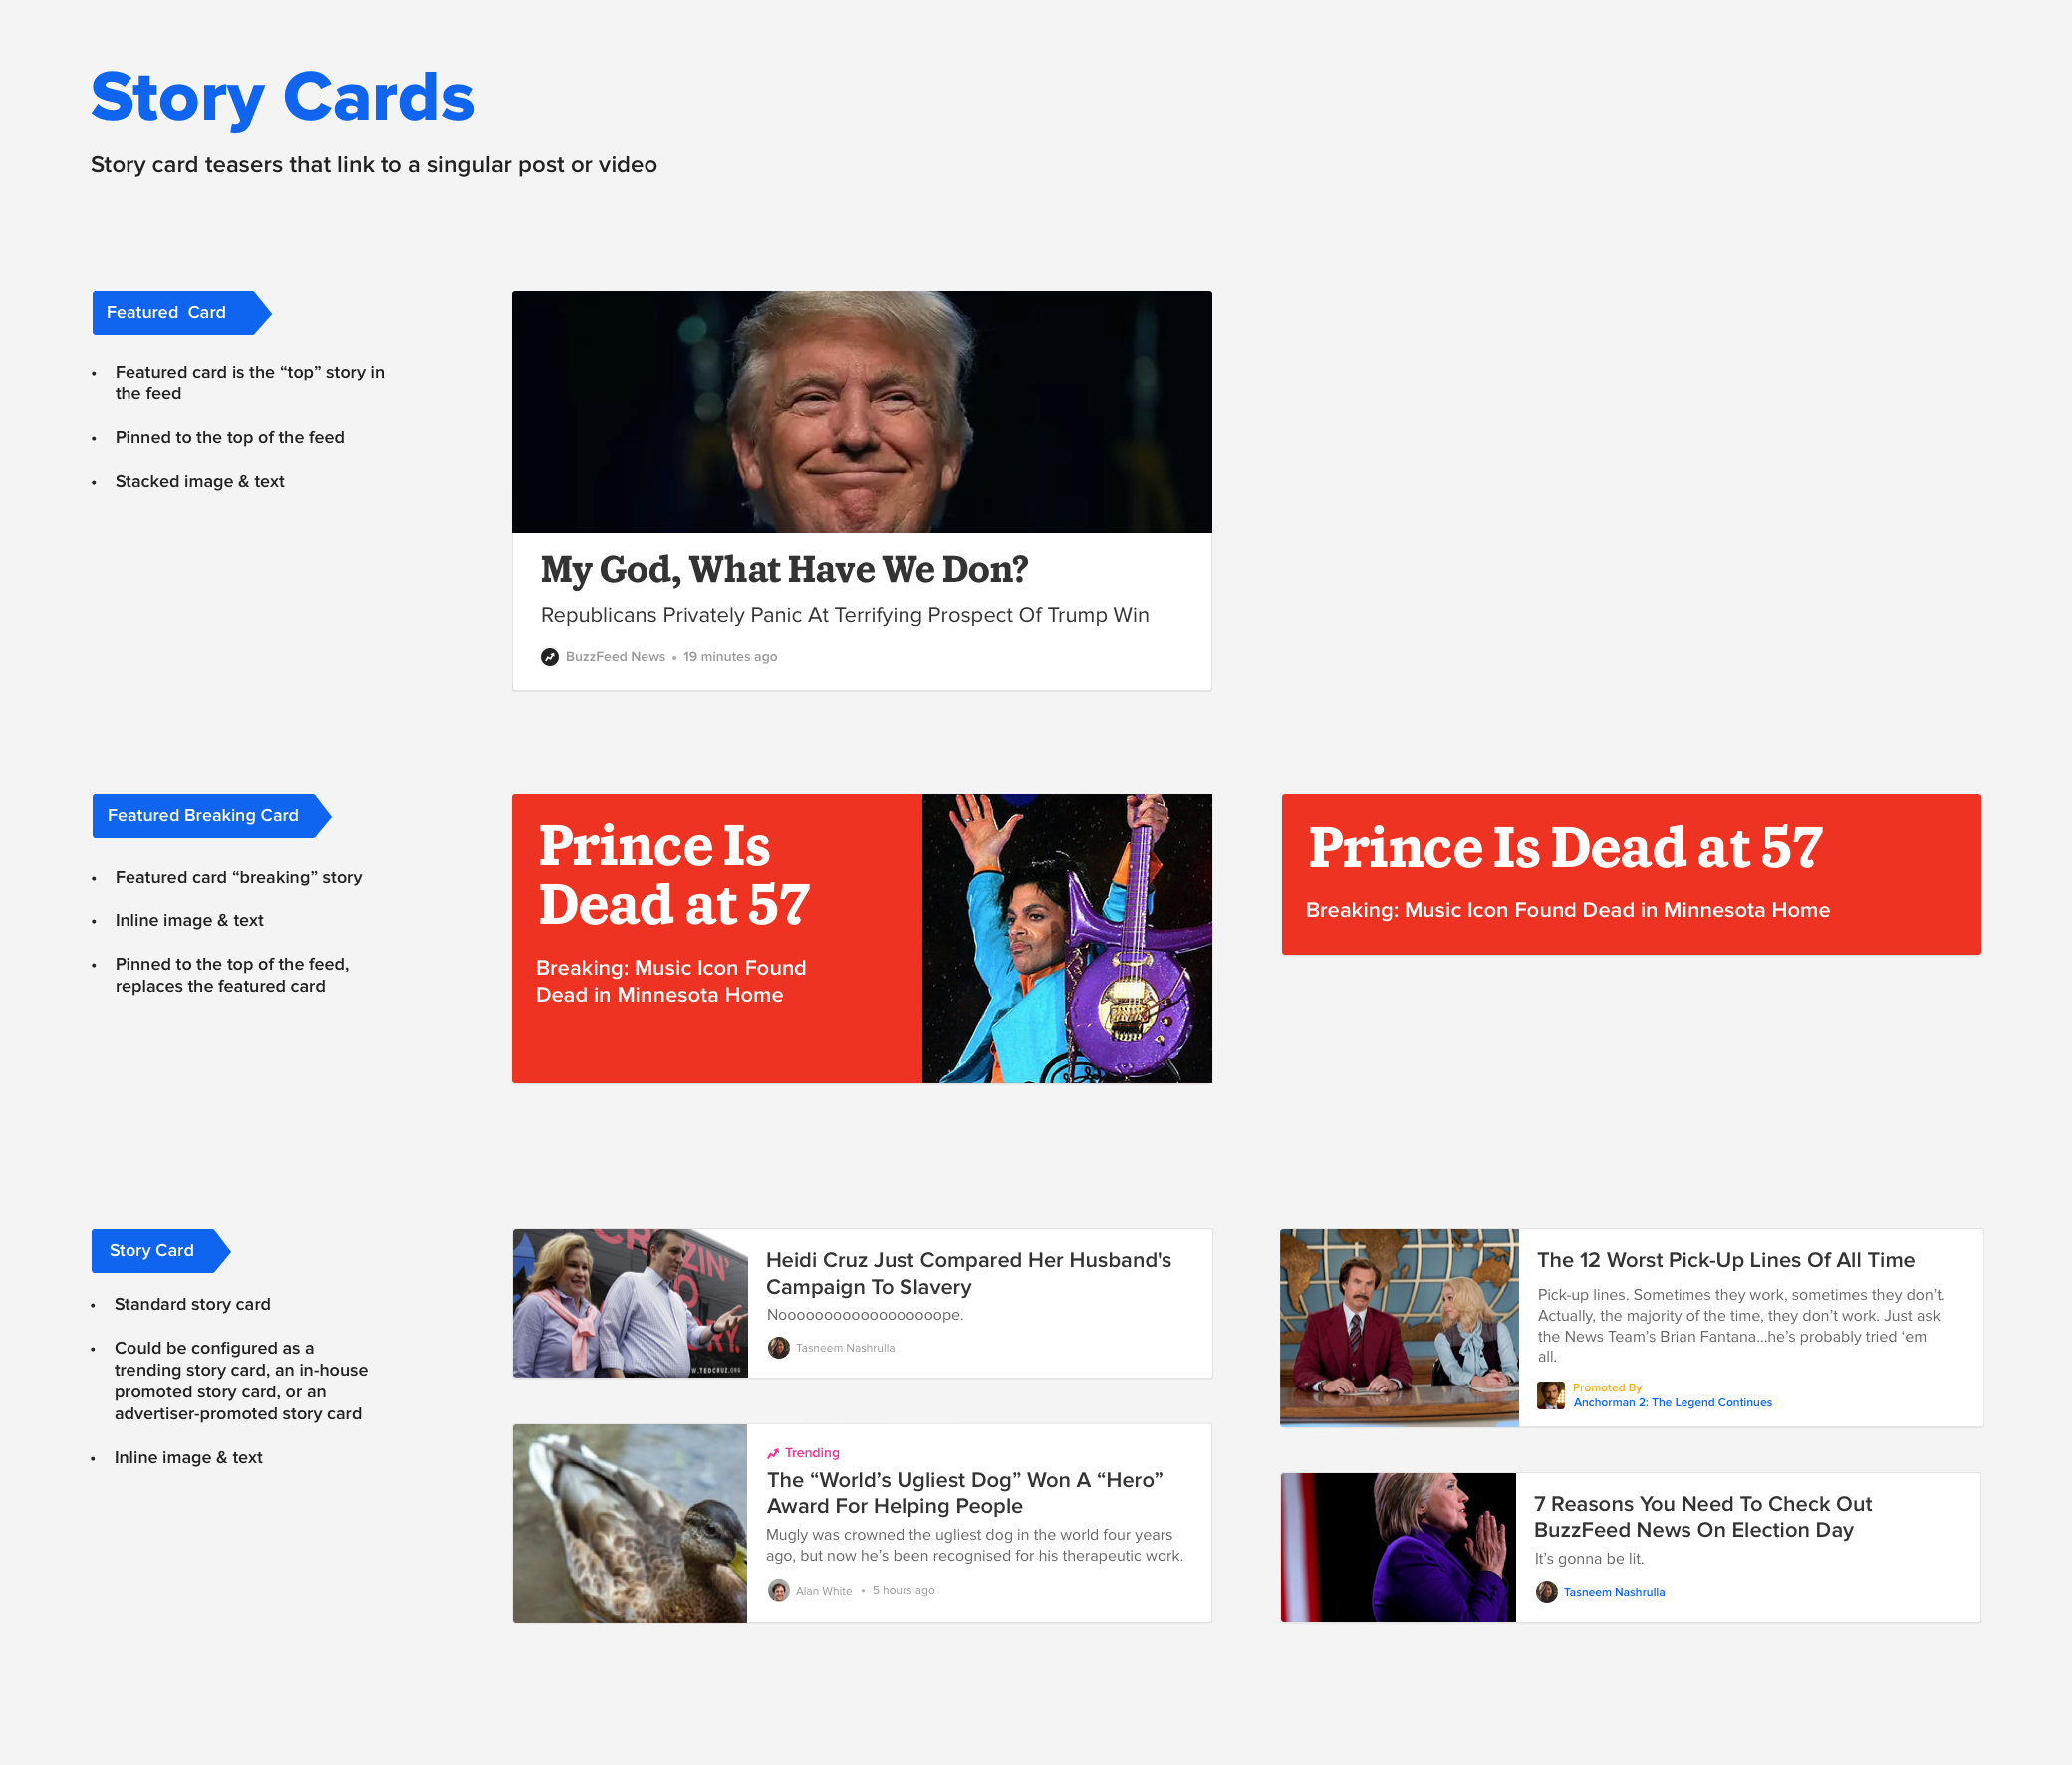 Story Cards
Story card teasers that link to a singular post or video
Featured Card
• Featured card is the “top” story in
the feed
• Pinned to the top of the feed
• Stacked image & text
My God, What Have We Don?
Republicans Privately Panic At Terrifying Prospect Of Trump Win
BuzzFeed News • 19 minutes ago
Featured Breaking Card
• Featured card “breaking” story
• Inline image & text
• Pinned to the top of the feed,
replaces the featured card
Prince Is
Dead at 57
Breaking: Music Icon Found
Dead in Minnesota Home
Prince Is Dead at 57
Breaking: Music Icon Found Dead in Minnesota Home
Story Card
• Standard story card
• Could be configured as a
trending story card, an in-house
promoted story card, or an
advertiser-promoted story card
• Inline image & text
CRUZIN'
WWW.TEDCRUZ.ORG
Heidi Cruz Just Compared Her Husband's
Campaign To Slavery
Noooooooooooooooooope.
Tasneem Nashrulla
Trending
The “World’s Ugliest Dog” Won A “Hero”
Award For Helping People
Mugly was crowned the ugliest dog in the world four years
ago, but now he’s been recognised for his therapeutic work.
Alan White • 5 hours ago
The 12 Worst Pick-Up Lines Of All Time
Pick-up lines. Sometimes they work, sometimes they don’t.
Actually, the majority of the time, they don’t work. Just ask
the News Team’s Brian Fantana...he’s probably tried ‘em
all.
Promoted By
Anchorman 2: The Legend Continues
7 Reasons You Need To Check Out
BuzzFeed News On Election Day
It’s gonna be lit.
Tasneem Nashrulla